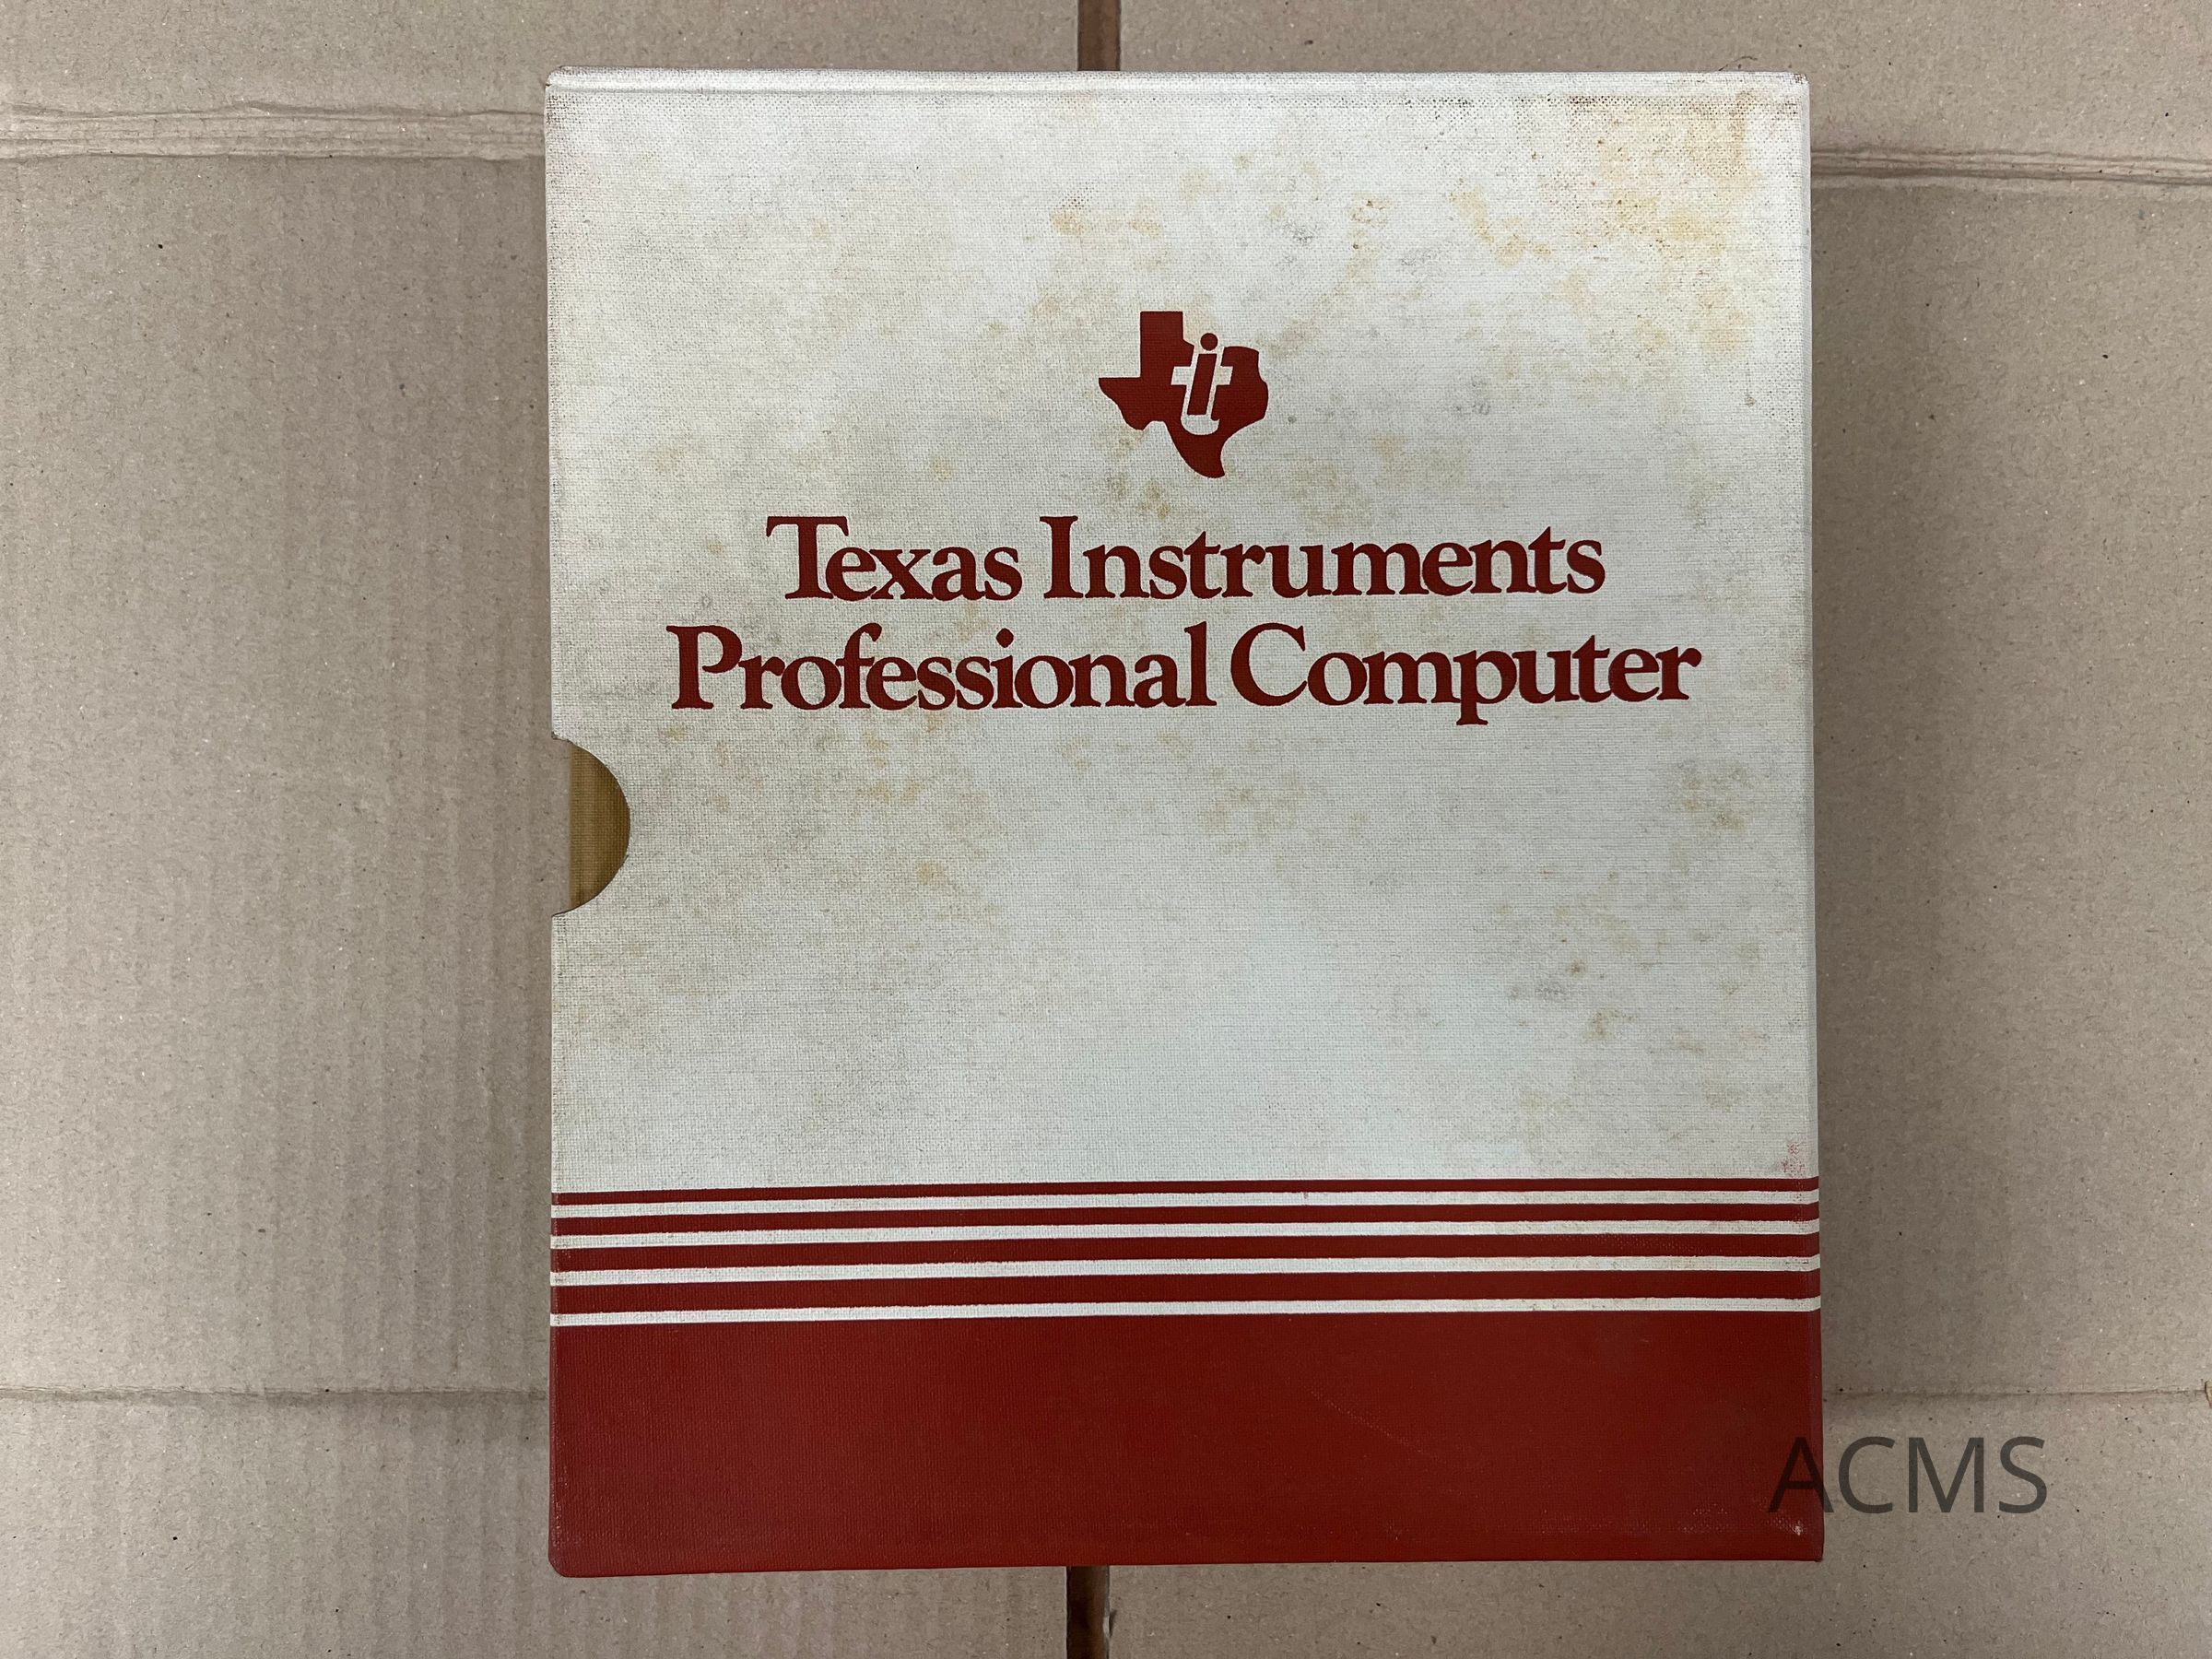 ti
Texas Instruments
Professional Computer
ACMS